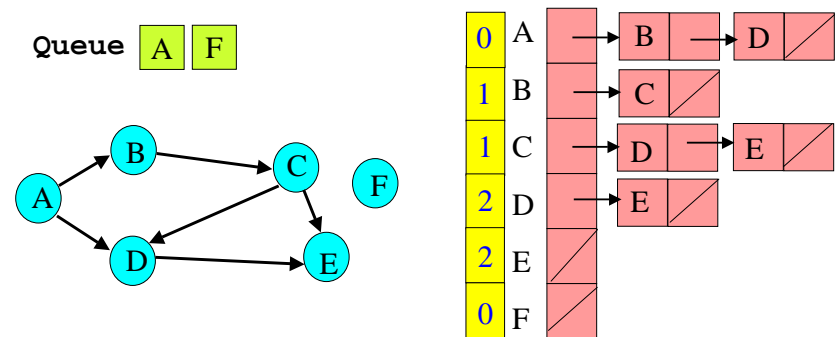 Queue A F
B
C
F
A
D
E
0 A B D
1 B C
1 C D E
2 D E
2 E
0 F